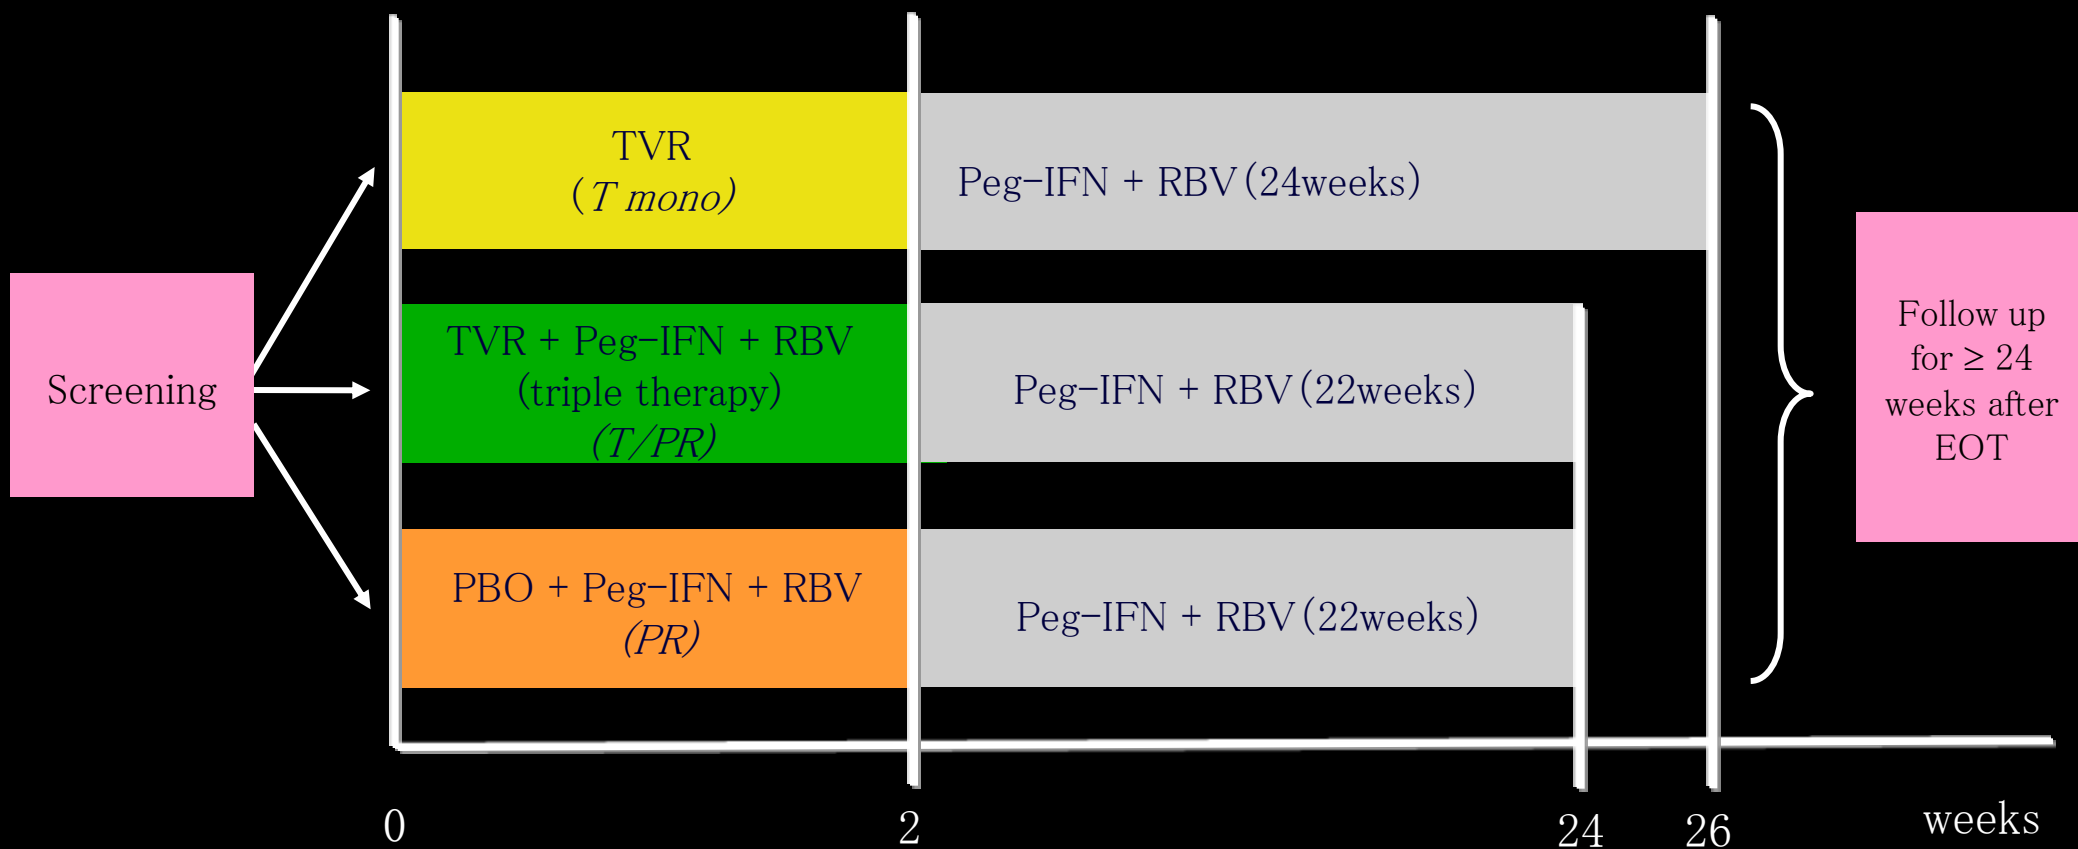 Screening
TVR
(T mono)
Peg-IFN + RBV (24weeks)
TVR + Peg-IFN + RBV
(triple therapy)
(T/PR)
Peg-IFN + RBV (22weeks)
PBO + Peg-IFN + RBV
(PR)
Peg-IFN + RBV (22weeks)
Follow up
for ≥ 24
weeks after
EOT
0
2
24
26
weeks